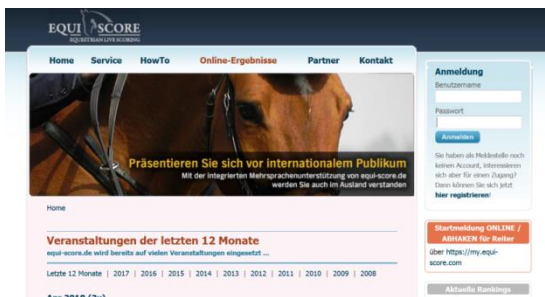 EQUI SCORE
EQUESTRIAN LIVE SCORING
Home Service HowTo Online-Ergebnisse Partner Kontakt
Präsentieren Sie sich vor internationalem Publikum
Mit der integrierten Mehrsprachenunterstützung von equi-score.de
werden Sie auch im Ausland verstanden
Home
Veranstaltungen der letzten 12 Monate
equi-score.de wird bereits auf vielen Veranstaltungen eingesetzt ...
Letzte 12 Monate | 2017 | 2016 | 2015 | 2014 | 2013 | 2012 | 2011 | 2010 | 2009 | 2008
Anmeldung
Benutzername
Passwort
Anmelden
Sie haben als Meldestelle noch
keinen Account, interessieren
sich aber für einen Zugang?
Dann können Sie sich jetzt
hier registrieren!
Startmeldung ONLINE /
ABHAKEN für Reiter
über https://my.equi-
score.com
Aktuelle Rankings